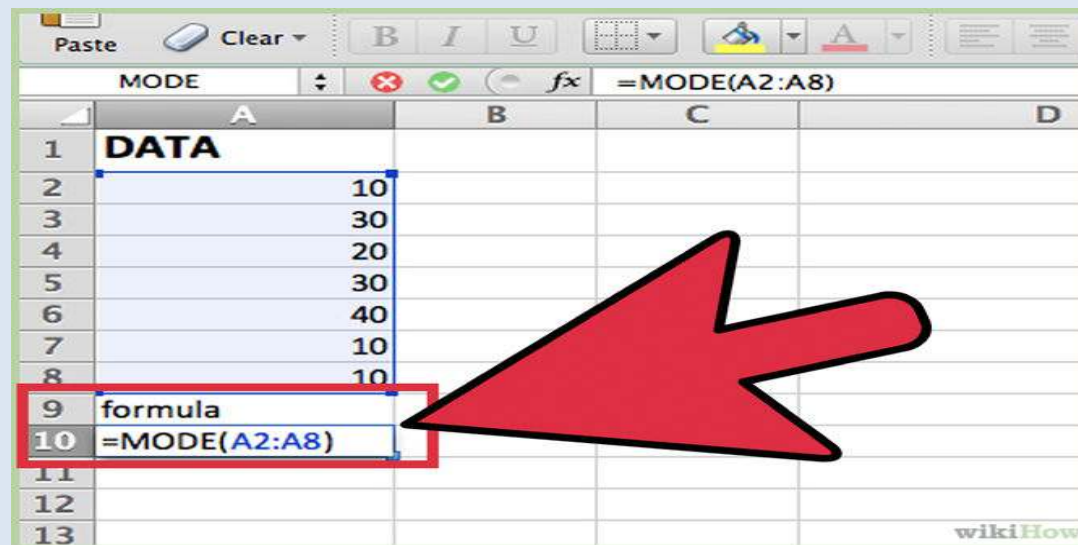 Paste Clear B I U A
MODE fx =MODE(A2:A8)
A B C D
1 DATA
2 10
3 30
4 20
5 30
6 40
7 10
8 10
9 formula
10 =MODE(A2:A8)
11
12
13
wikiHow